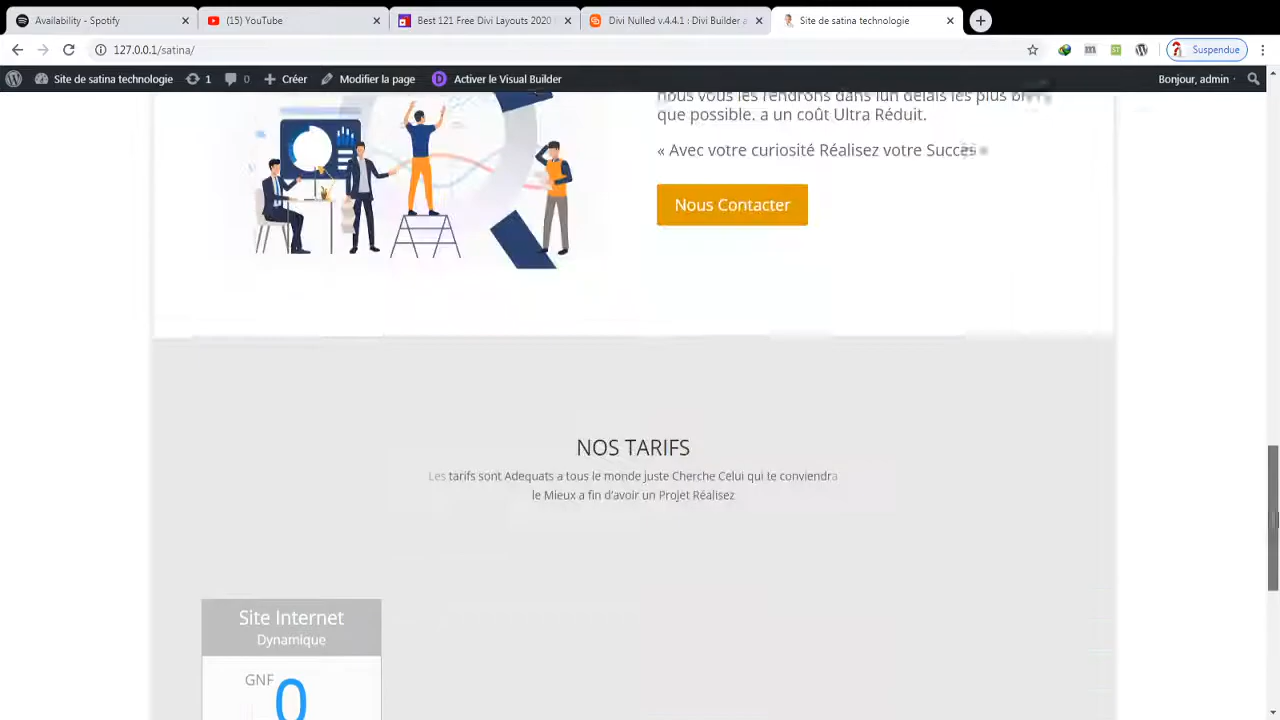 Availability - Spotify
(15) YouTube
Best 121 Free Divi Layouts 2020
Divi Nulled v.4.4.1 : Divi Builder a
Site de satina technologie
127.0.0.1/satina/
Suspendue
Site de satina technologie
1
0
Créer
Modifier la page
Activer le Visual Builder
Bonjour, admin
nous vous les rendrons dans lun délais les plus
que possible. a un coût Ultra Réduit.
« Avec votre curiosité Réalisez votre Succès »
Nous Contacter
NOS TARIFS
Les tarifs sont Adequats a tous le monde juste Cherche Celui qui te conviendra
le Mieux a fin d'avoir un Projet Réalisez
Site Internet
Dynamique
GNF 0